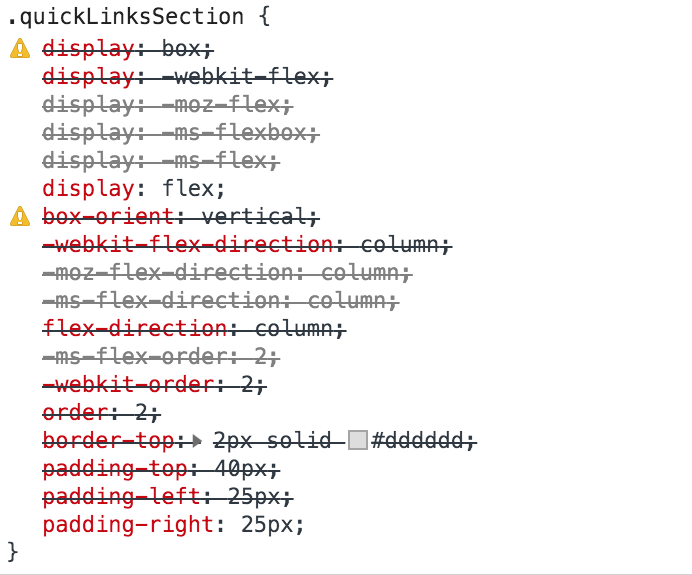 .quickLinksSection {
display: box;
display: -webkit-flex;
display: -moz-flex;
display: -ms-flexbox;
display: -ms-flex;
display: flex;
box-orient: vertical;
-webkit-flex-direction: column;
-moz-flex-direction: column;
-ms-flex-direction: column;
flex-direction: column;
-ms-flex-order: 2;
-webkit-order: 2;
order: 2;
border-top: 2px solid #dddddd;
padding-top: 40px;
padding-left: 25px;
padding-right: 25px;
}